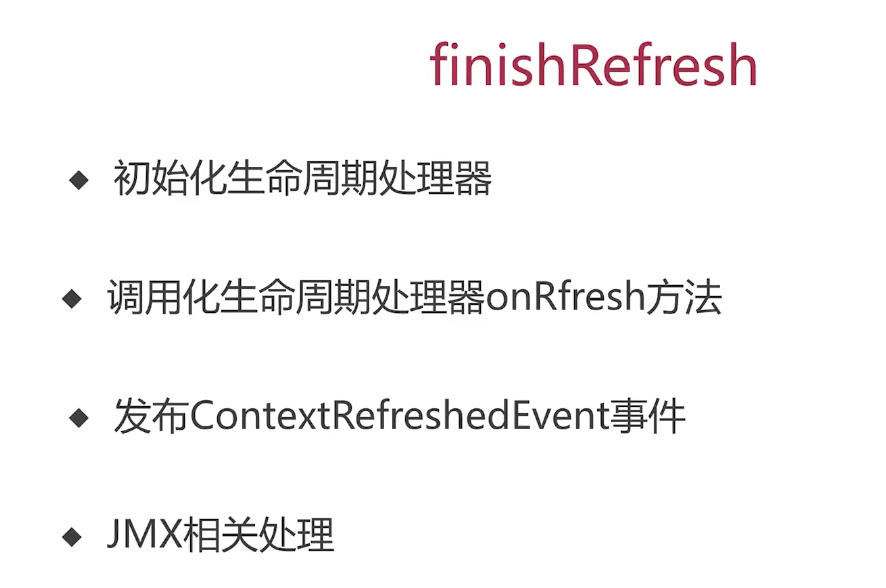 finishRefresh
初始化生命周期处理器
调用化生命周期处理器onRfresh方法
发布ContextRefreshedEvent事件
JMX相关处理